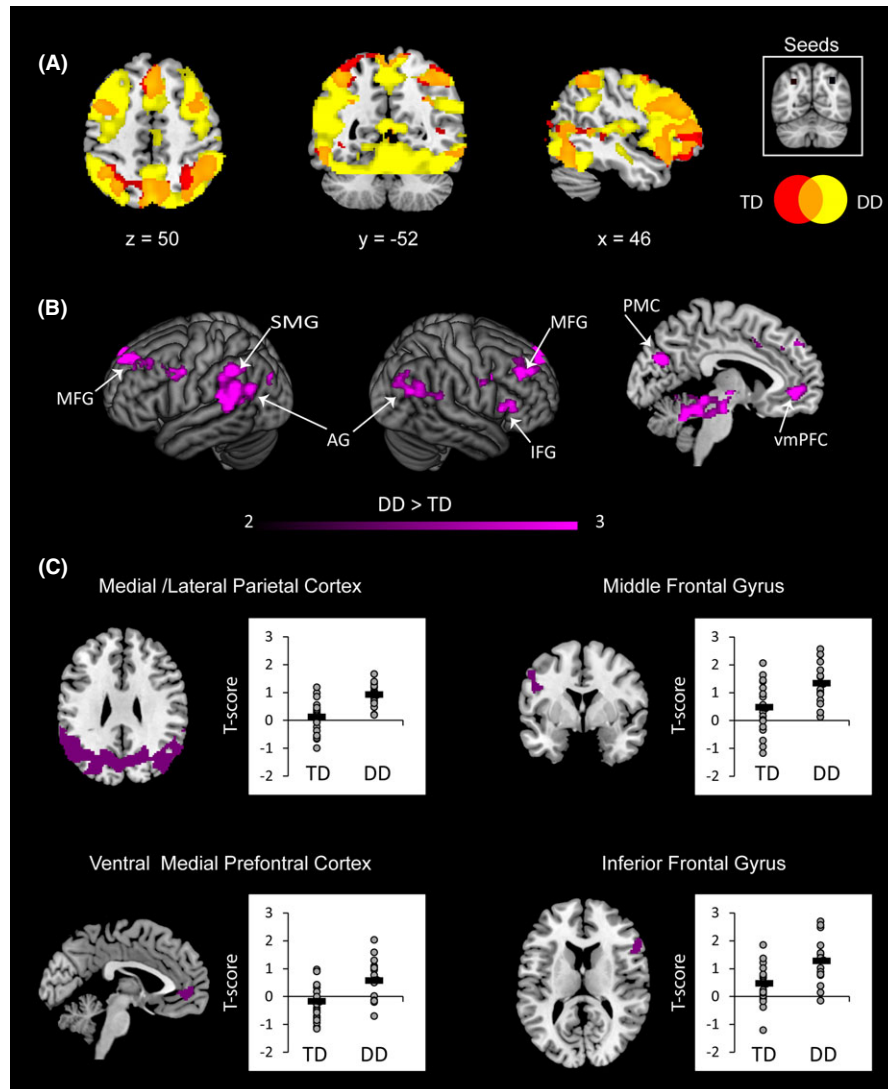 (A)
Seeds
TD DD
z = 50 y = -52 x = 46
(B)
SMG MFG PMC
MFG AG IFG vmPFC
DD > TD
2 3
(C)
Medial /Lateral Parietal Cortex
T-score
3
2
1
0
-1
-2
TD DD
Middle Frontal Gyrus
T-score
3
2
1
0
-1
-2
TD DD
Ventral Medial Prefontral Cortex
T-score
3
2
1
0
-1
-2
TD DD
Inferior Frontal Gyrus
T-score
3
2
1
0
-1
-2
TD DD